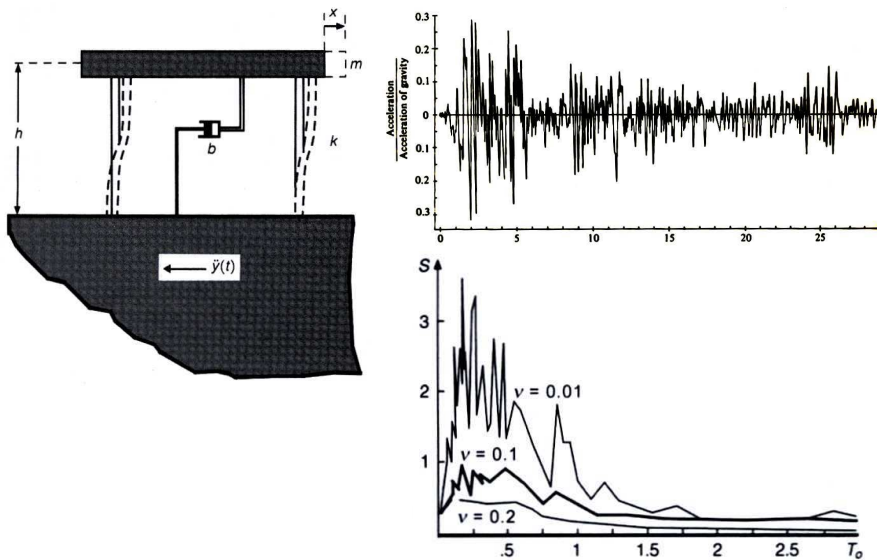 x
m
h
k
b
ÿ(t)
Acceleration
Acceleration of gravity
0.3
0.2
0.1
0
0.1
0.2
0.3
0 5 10 15 20 25
S
3
2
1
ν = 0.01
ν = 0.1
ν = 0.2
.5 1 1.5 2 2.5 T₀